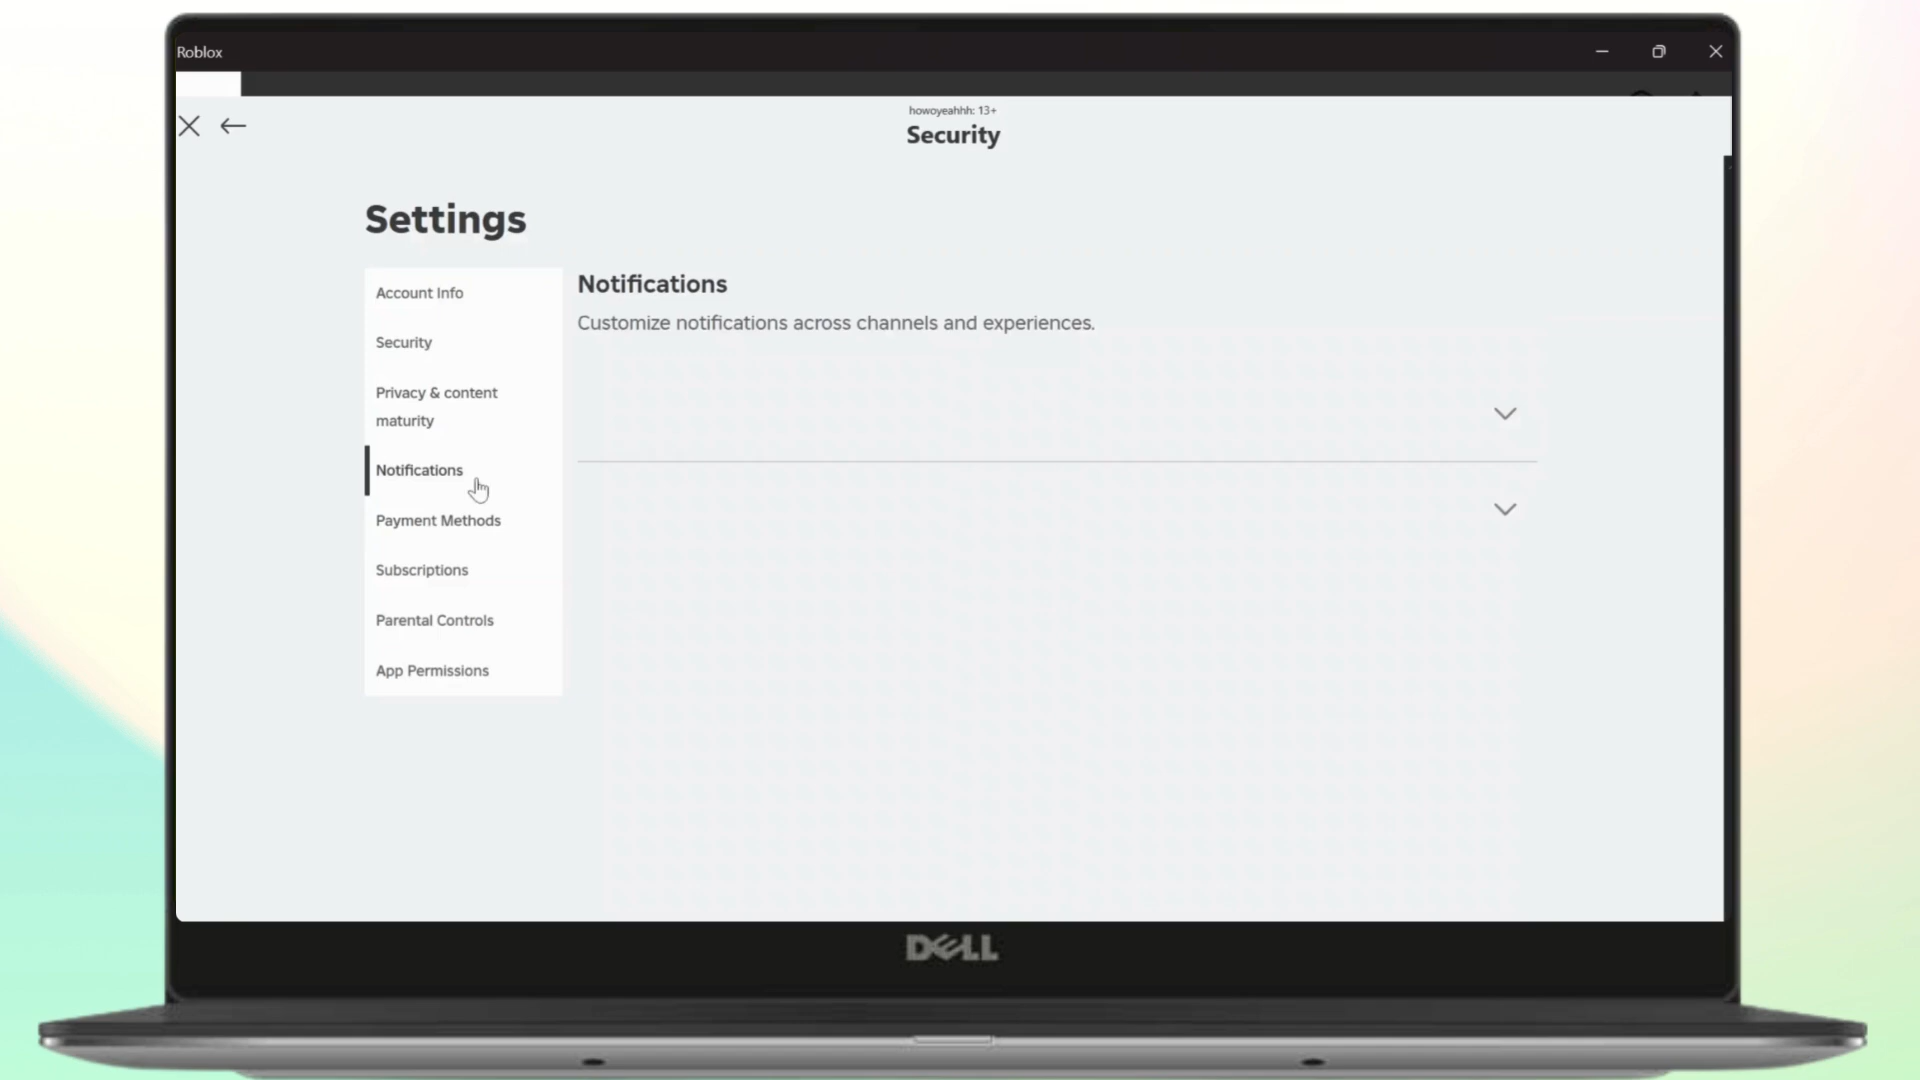 Roblox
howoyeahhh: 13+
Security
Settings
Account Info
Security
Privacy & content
maturity
Notifications
Payment Methods
Subscriptions
Parental Controls
App Permissions
Notifications
Customize notifications across channels and experiences.
DELL